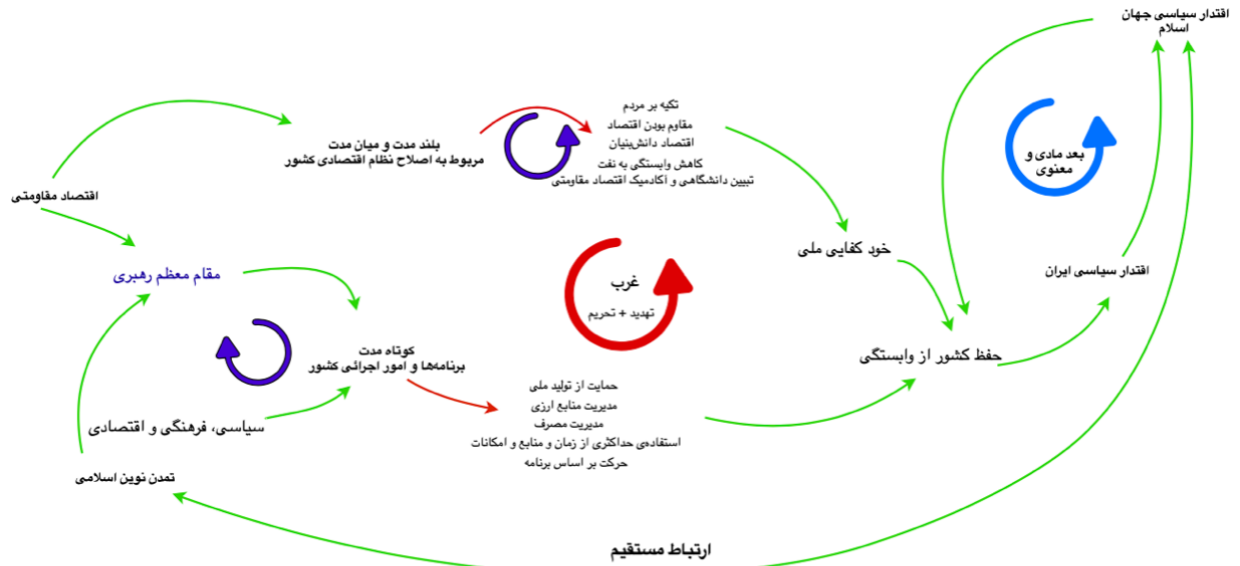 اقتدار سیاسی جهان
اسلام
تکیه بر مردم
مقاوم بودن اقتصاد
اقتصاد دانش‌بنیان
کاهش وابستگی به نفت
تبیین دانشگاهی و آکادمیک اقتصاد مقاومتی
بلند مدت و میان مدت
مربوط به اصلاح نظام اقتصادی کشور
بعد مادی و
معنوی
اقتصاد مقاومتی
خود کفایی ملی
مقام معظم رهبری
اقتدار سیاسی ایران
غرب
تهدید + تحریم
کوتاه مدت
برنامه‌ها و امور اجرائی کشور
حفظ کشور از وابستگی
حمایت از تولید ملی
مدیریت منابع ارزی
مدیریت مصرف
استفاده‌ی حداکثری از زمان و منابع و امکانات
حرکت بر اساس برنامه
سیاسی، فرهنگی و اقتصادی
تمدن نوین اسلامی
ارتباط مستقیم